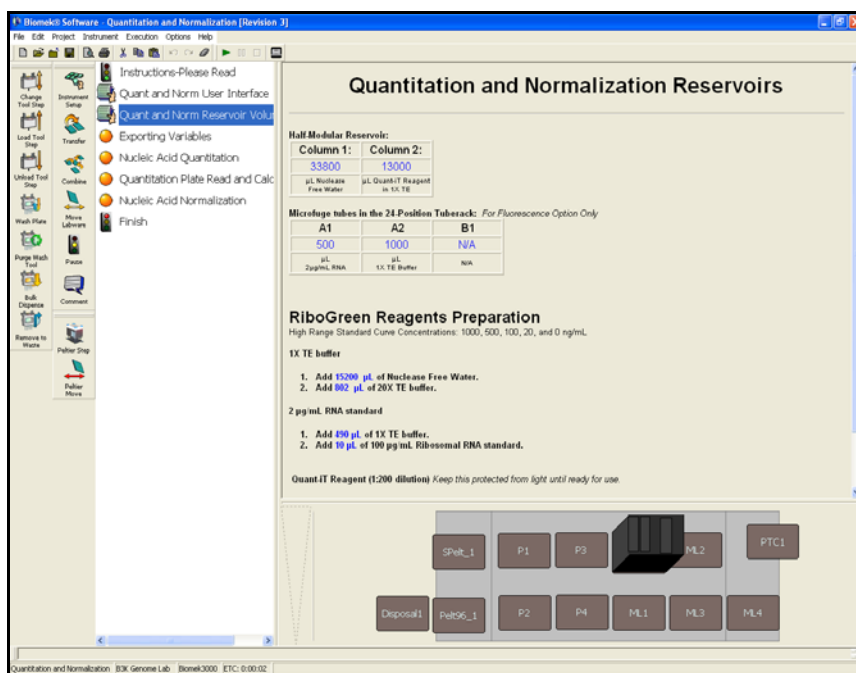 Biomek® Software - Quantitation and Normalization [Revision 3]
File Edit Project Instrument Execution Options Help
Change Tool Step
Instrument Setup
Load Tool Step
Transfer
Unload Tool Step
Combine
Wash Plate
Move Labware
Purge Wash Tool
Pause
Bulk Dispense
Comment
Remove to Waste
Peltier Step
Peltier Move
Instructions-Please Read
Quant and Norm User Interface
Quant and Norm Reservoir Volu
Exporting Variables
Nucleic Acid Quantitation
Quantitation Plate Read and Calc
Nucleic Acid Normalization
Finish
Quantitation and Normalization Reservoirs
Half-Modular Reservoir:
Column 1: Column 2:
33800 13000
µL Nuclease Free Water
µL Quant-iT Reagent in 1X TE
Microfuge tubes in the 24-Position Tuberack: For Fluorescence Option Only
A1 A2 B1
500 1000 N/A
µL 2µg/mL RNA
µL 1X TE Buffer
N/A
RiboGreen Reagents Preparation
High Range Standard Curve Concentrations: 1000, 500, 100, 20, and 0 ng/mL
1X TE buffer
1. Add 15200 µL of Nuclease Free Water.
2. Add 802 µL of 20X TE buffer.
2 µg/mL RNA standard
1. Add 490 µL of 1X TE buffer.
2. Add 10 µL of 100 µg/mL Ribosomal RNA standard.
Quant-iT Reagent (1:200 dilution) Keep this protected from light until ready for use.
SPelt_1 P1 P3 ML2 PTC1
Disposal1 Pelt96_1 P2 P4 ML1 ML3 ML4
Quantitation and Normalization B3K Genome Lab Biomek3000 ETC: 0:00:02